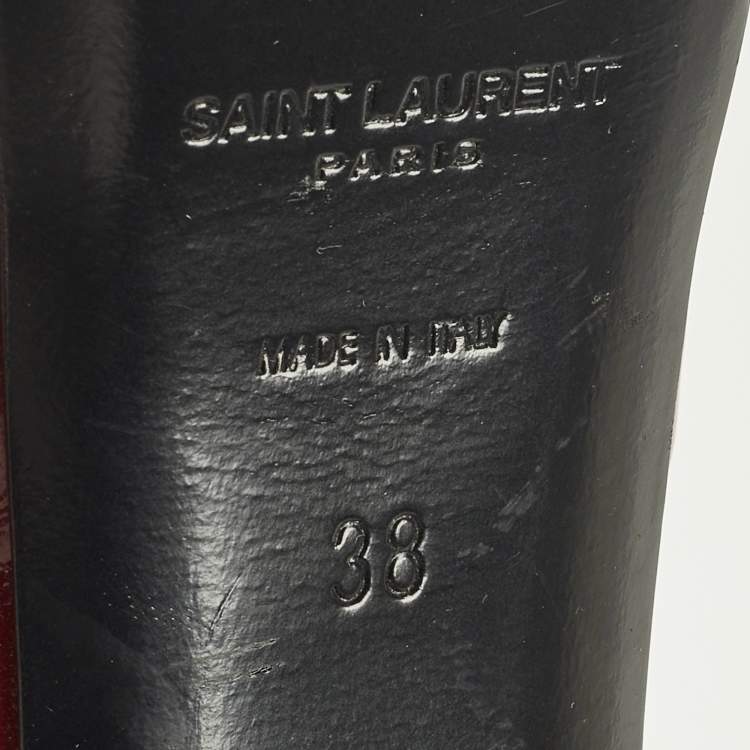 SAINT LAURENT
PARIS
MADE IN ITALY
38